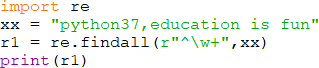 import re
xx = "python37,education is fun"
r1 = re.findall(r"^\w+",xx)
print(r1)